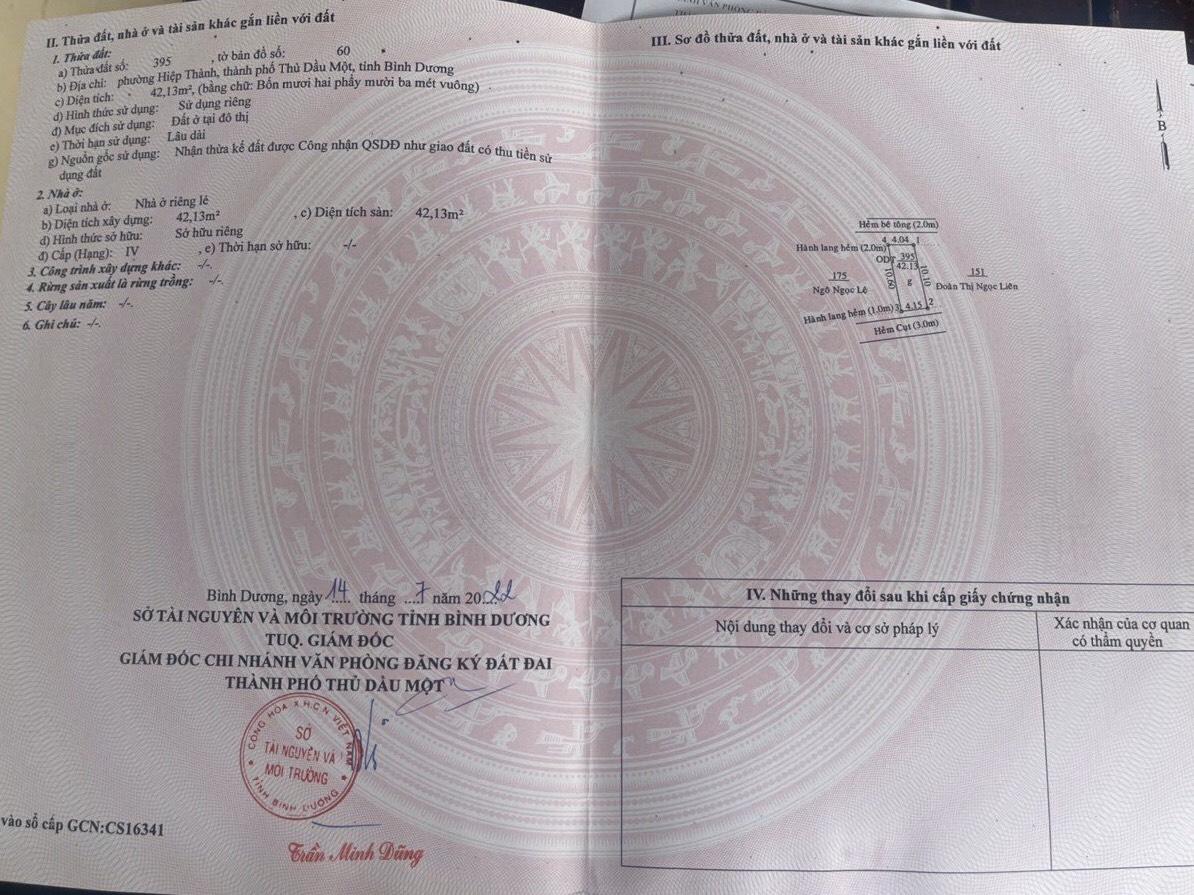 II. Thửa đất, nhà ở và tài sản khác gắn liền với đất
1. Thửa đất:
a) Thửa đất số: 395 , tờ bản đồ số: 60
b) Địa chỉ: phường Hiệp Thành, thành phố Thủ Dầu Một, tỉnh Bình Dương
c) Diện tích: 42,13m², (bằng chữ: Bốn mươi hai phẩy mười ba mét vuông)
d) Hình thức sử dụng: Sử dụng riêng
đ) Mục đích sử dụng: Đất ở tại đô thị
e) Thời hạn sử dụng: Lâu dài
g) Nguồn gốc sử dụng: Nhận thừa kế đất được Công nhận QSDĐ như giao đất có thu tiền sử
dụng đất
2. Nhà ở:
a) Loại nhà ở: Nhà ở riêng lẻ
b) Diện tích xây dựng: 42,13m² , c) Diện tích sàn: 42,13m²
d) Hình thức sở hữu: Sở hữu riêng
đ) Cấp (Hạng): IV , e) Thời hạn sở hữu: -/-
3. Công trình xây dựng khác: -/-.
4. Rừng sản xuất là rừng trồng: -/-.
5. Cây lâu năm: -/-.
6. Ghi chú: -/-.
Bình Dương, ngày 14 tháng 7 năm 2022
SỞ TÀI NGUYÊN VÀ MÔI TRƯỜNG TỈNH BÌNH DƯƠNG
TUQ. GIÁM ĐỐC
GIÁM ĐỐC CHI NHÁNH VĂN PHÒNG ĐĂNG KÝ ĐẤT ĐAI
THÀNH PHỐ THỦ DẦU MỘT
CỘNG HÒA X.H.C.N VIỆT NAM
SỞ
TÀI NGUYÊN VÀ
MÔI TRƯỜNG
TỈNH BÌNH DƯƠNG
vào sổ cấp GCN:CS16341
Trần Minh Dũng
III. Sơ đồ thửa đất, nhà ở và tài sản khác gắn liền với đất
B
Hẻm bê tông (2.0m)
4 4.04 1
Hành lang hẻm (2.0m)
ODT 395
42.13
175
Ngô Ngọc Lệ
10.60
g
10.10
151
Đoàn Thị Ngọc Liên
Hành lang hẻm (1.0m) 3 4.15 2
Hẻm Cụt (3.0m)
IV. Những thay đổi sau khi cấp giấy chứng nhận
Nội dung thay đổi và cơ sở pháp lý
Xác nhận của cơ quan
có thẩm quyền